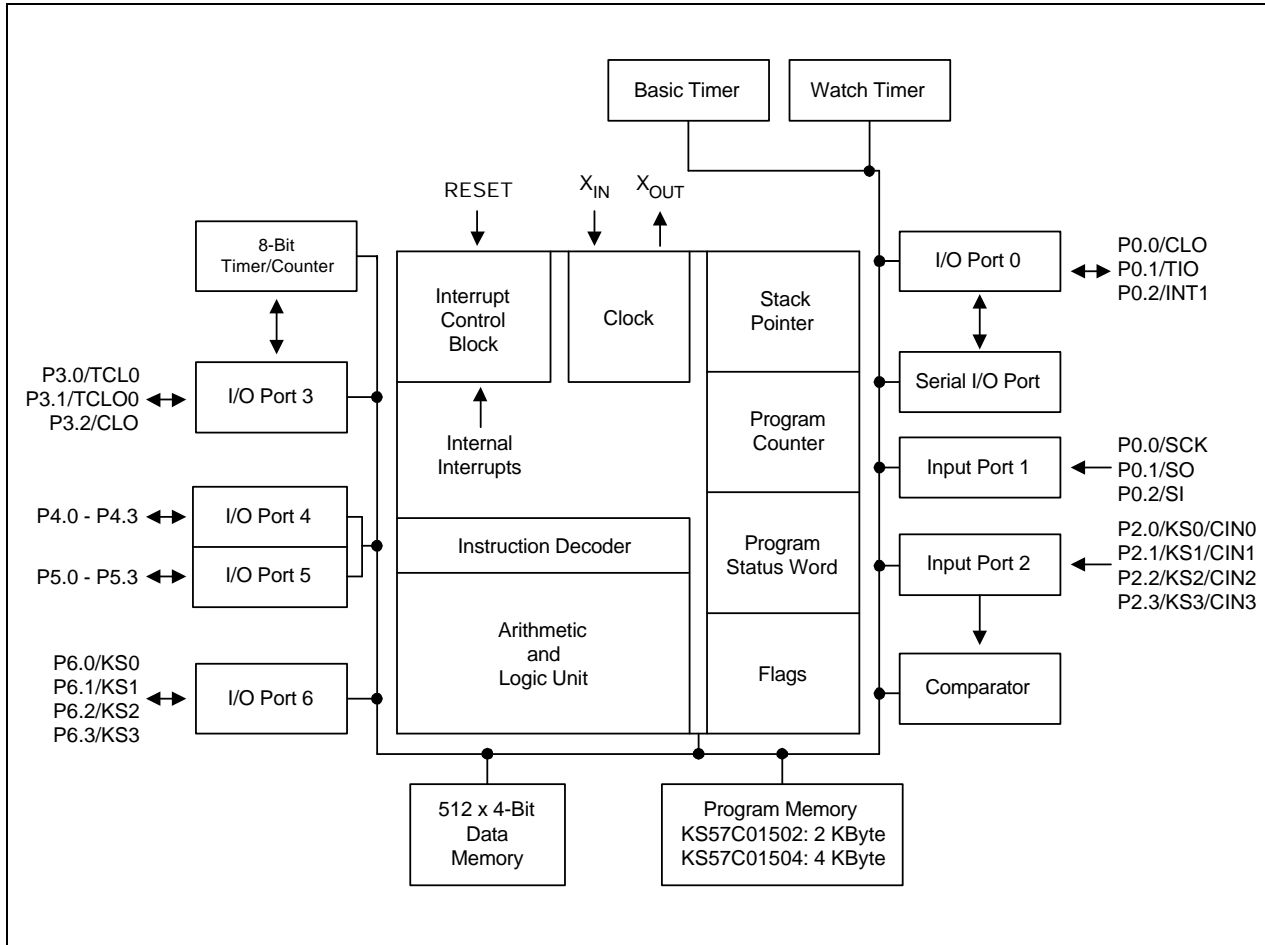 Basic Timer
Watch Timer
RESET
XIN
XOUT
8-Bit
Timer/Counter
Interrupt
Control
Block
Clock
Stack
Pointer
I/O Port 0
P0.0/CLO
P0.1/TIO
P0.2/INT1
P3.0/TCL0
P3.1/TCLO0
P3.2/CLO
I/O Port 3
Internal
Interrupts
Program
Counter
Serial I/O Port
Input Port 1
P0.0/SCK
P0.1/SO
P0.2/SI
P4.0 - P4.3
I/O Port 4
P5.0 - P5.3
I/O Port 5
Instruction Decoder
Program
Status Word
Input Port 2
P2.0/KS0/CIN0
P2.1/KS1/CIN1
P2.2/KS2/CIN2
P2.3/KS3/CIN3
P6.0/KS0
P6.1/KS1
P6.2/KS2
P6.3/KS3
I/O Port 6
Arithmetic
and
Logic Unit
Flags
Comparator
512 x 4-Bit
Data
Memory
Program Memory
KS57C01502: 2 KByte
KS57C01504: 4 KByte